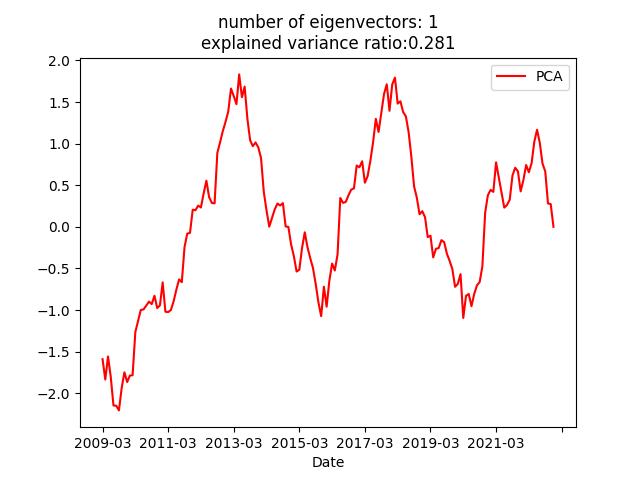 number of eigenvectors: 1
explained variance ratio:0.281
PCA
2.0
1.5
1.0
0.5
0.0
−0.5
−1.0
−1.5
−2.0
2009-03 2011-03 2013-03 2015-03 2017-03 2019-03 2021-03
Date